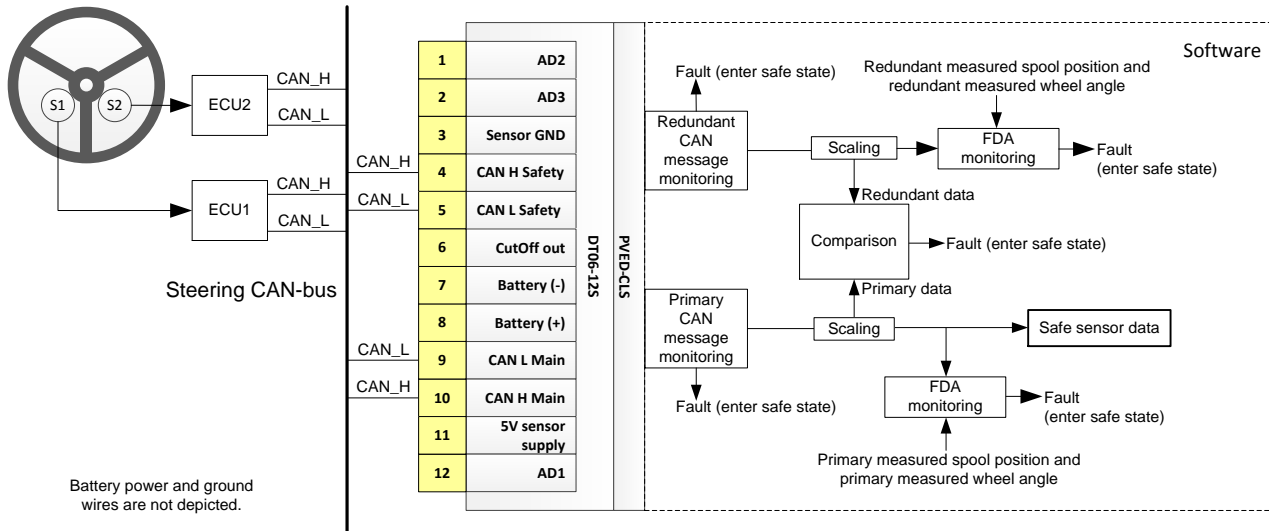 S1
S2
ECU2
CAN_H
CAN_L
ECU1
CAN_H
CAN_L
Steering CAN-bus
Battery power and ground
wires are not depicted.
CAN_H
CAN_L
CAN_L
CAN_H
1 AD2
2 AD3
3 Sensor GND
4 CAN H Safety
5 CAN L Safety
6 CutOff out
7 Battery (-)
8 Battery (+)
9 CAN L Main
10 CAN H Main
11 5V sensor
supply
12 AD1
DT06-12S
PVED-CLS
Software
Fault (enter safe state)
Redundant
CAN
message
monitoring
Scaling
Redundant measured spool position and
redundant measured wheel angle
FDA
monitoring
Fault
(enter safe state)
Redundant data
Comparison
Fault (enter safe state)
Primary data
Primary
CAN
message
monitoring
Scaling
Safe sensor data
Fault (enter safe state)
FDA
monitoring
Fault
(enter safe state)
Primary measured spool position and
primary measured wheel angle